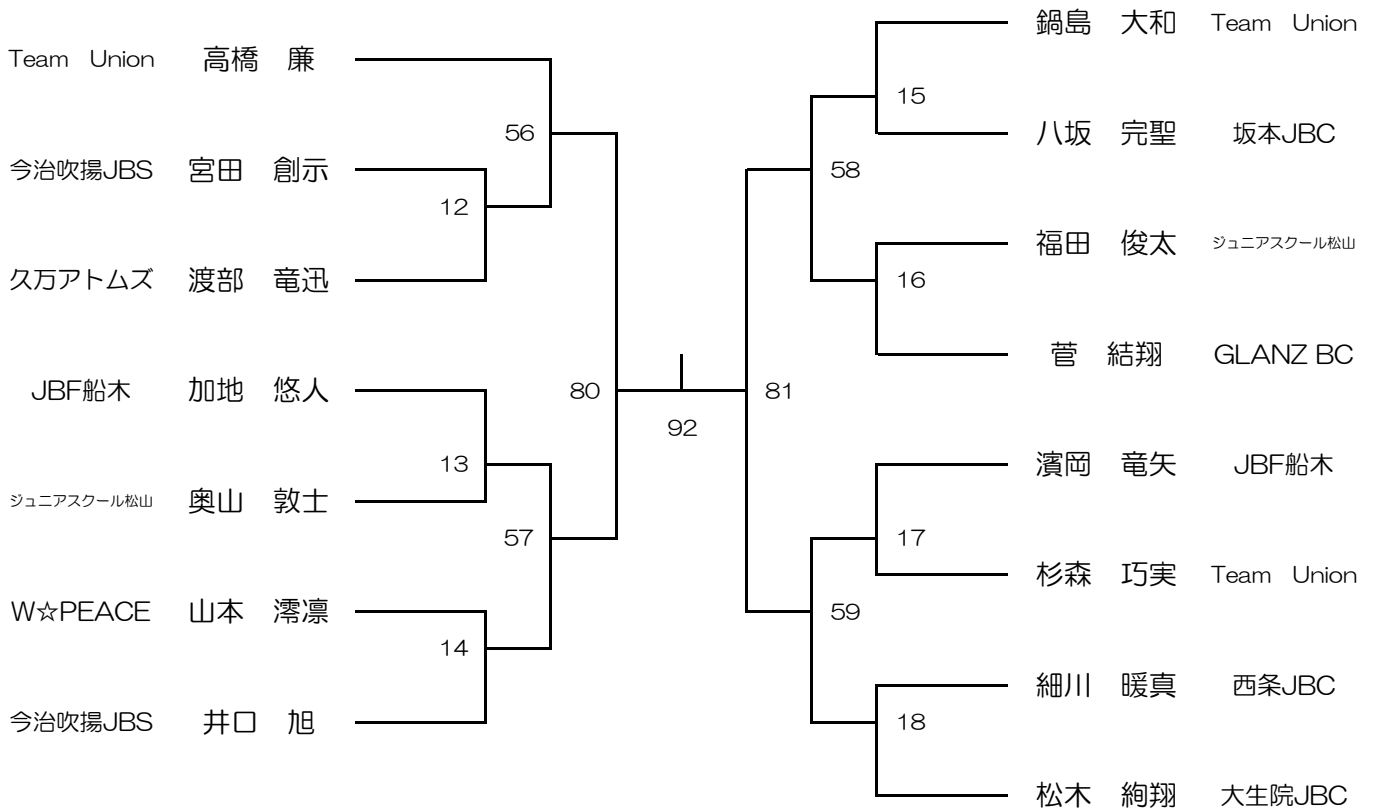 Team Union 高橋 廉
56
今治吹揚JBS 宮田 創示
12
久万アトムズ 渡部 竜迅
80
JBF船木 加地 悠人
13
ジュニアスクール松山 奥山 敦士
57
W☆PEACE 山本 澪凛
14
今治吹揚JBS 井口 旭
92
鍋島 大和 Team Union
15
八坂 完聖 坂本JBC
58
福田 俊太 ジュニアスクール松山
16
菅 結翔 GLANZ BC
81
濱岡 竜矢 JBF船木
17
杉森 巧実 Team Union
59
細川 暖真 西条JBC
18
松木 絢翔 大生院JBC